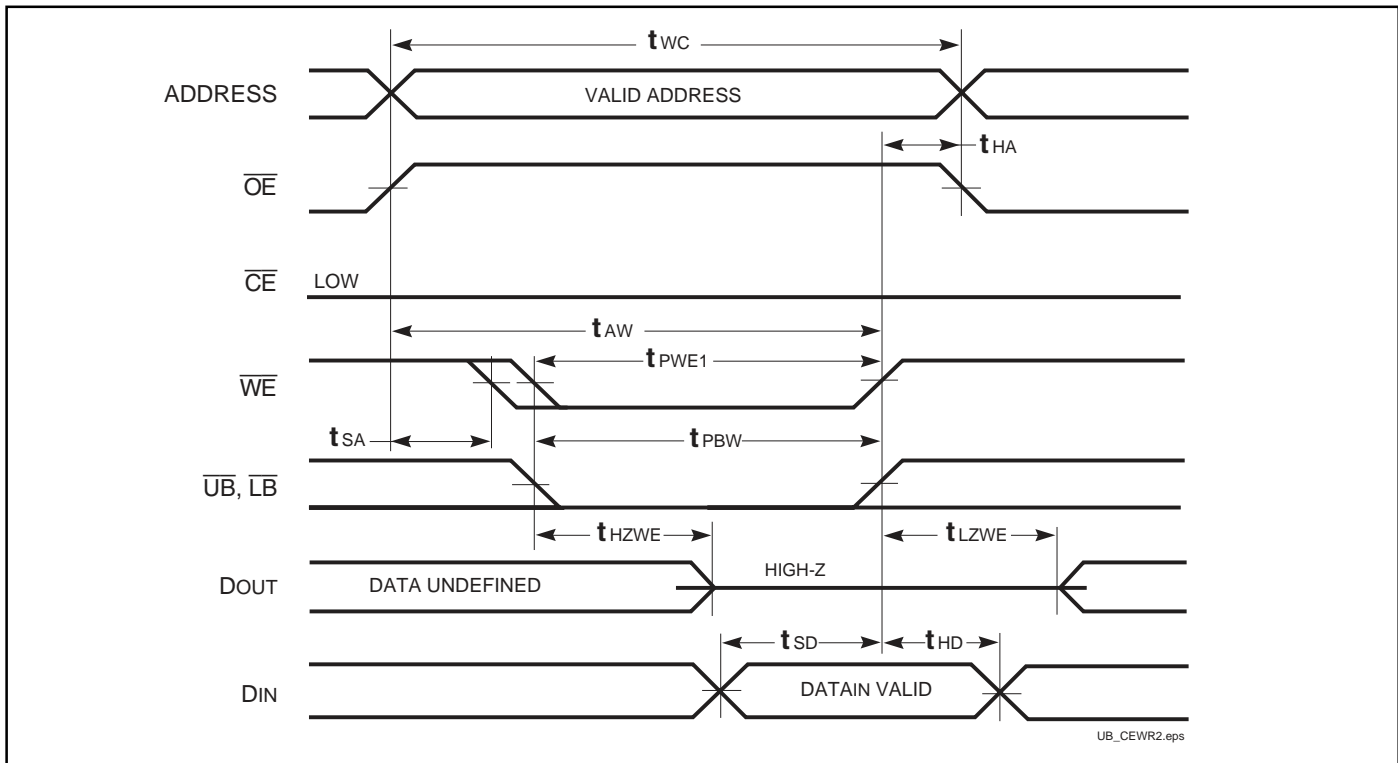 tWC
ADDRESS
VALID ADDRESS
tHA
OE
CE
LOW
tAW
tPWE1
WE
tSA
tPBW
UB, LB
tHZWE
tLZWE
HIGH-Z
DOUT
DATA UNDEFINED
tSD
tHD
DIN
DATAIN VALID
UB_CEWR2.eps